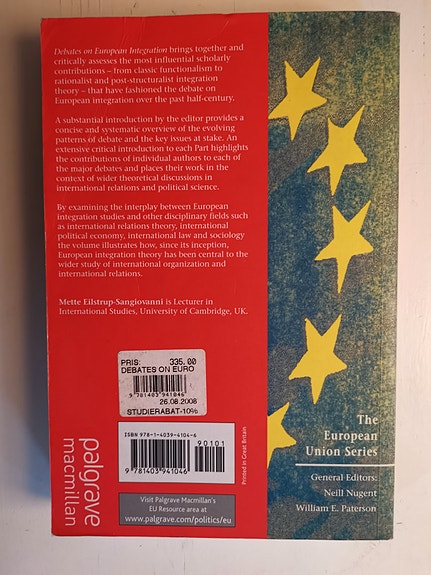 Debates on European Integration brings together and
critically assesses the most influential scholarly
contributions – from classic functionalism to
rationalist and post-structuralist integration
theory – that have fashioned the debate on
European integration over the past half-century.
A substantial introduction by the editor provides a
concise and systematic overview of the evolving
patterns of debate and the key issues at stake. An
extensive critical introduction to each Part highlights
the contributions of individual authors to each of
the major debates and places their work in the
context of wider theoretical discussions in
international relations and political science.
By examining the interplay between European
integration studies and other disciplinary fields such
as international relations theory, international
political economy, international law and sociology
the volume illustrates how, since its inception,
European integration theory has been central to the
wider study of international organization and
international relations.
Mette Eilstrup-Sangiovanni is Lecturer in
International Studies, University of Cambridge, UK.
PRIS: 335.00
DEBATES ON EURO
9 781403 941046
26.08.2008
STUDIERABAT-10%
ISBN 978-1-4039-4104-6
90101
9 781403 941046
Printed in Great Britain
Visit Palgrave Macmillan's
EU Resource area at
www.palgrave.com/politics/eu
palgrave
macmillan
The
European
Union Series
General Editors:
Neill Nugent
William E. Paterson